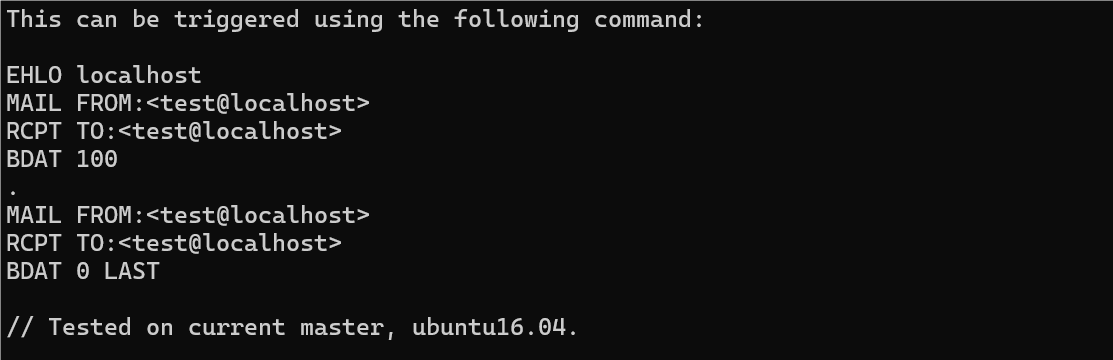 This can be triggered using the following command:
EHLO localhost
MAIL FROM:<test@localhost>
RCPT TO:<test@localhost>
BDAT 100
.
MAIL FROM:<test@localhost>
RCPT TO:<test@localhost>
BDAT 0 LAST
// Tested on current master, ubuntu16.04.